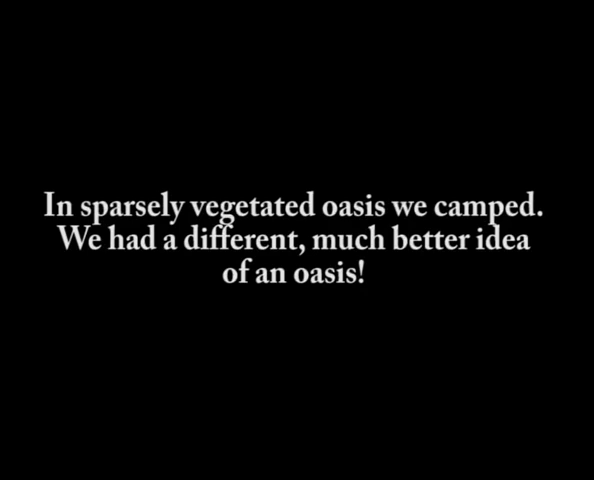 In sparsely vegetated oasis we camped.
We had a different, much better idea
of an oasis!